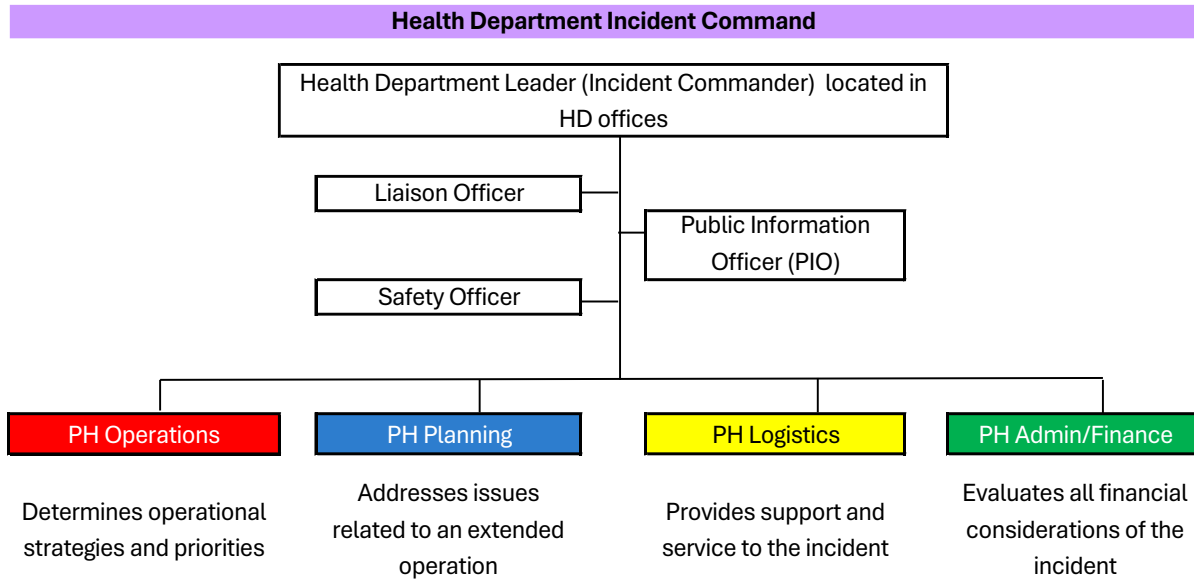 Health Department Incident Command
Health Department Leader (Incident Commander) located in
HD offices
Liaison Officer
Public Information
Officer (PIO)
Safety Officer
PH Operations
PH Planning
PH Logistics
PH Admin/Finance
Determines operational
strategies and priorities
Addresses issues
related to an extended
operation
Provides support and
service to the incident
Evaluates all financial
considerations of the
incident